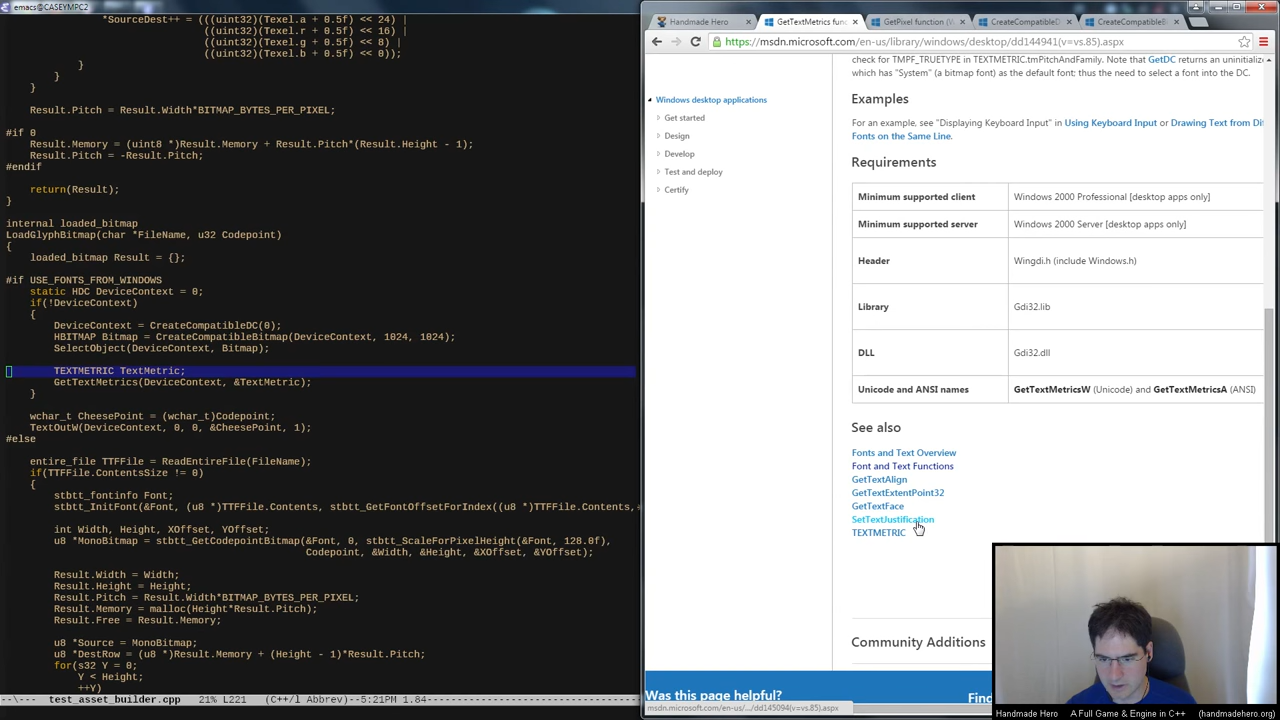 emacs@CASEYMPC2
*SourceDest++ = (((uint32)(Texel.a + 0.5f) << 24) |
((uint32)(Texel.r + 0.5f) << 16) |
((uint32)(Texel.g + 0.5f) << 8) |
((uint32)(Texel.b + 0.5f) << 0));
}
}
}
Result.Pitch = Result.Width*BITMAP_BYTES_PER_PIXEL;
#if 0
Result.Memory = (uint8 *)Result.Memory + Result.Pitch*(Result.Height - 1);
Result.Pitch = -Result.Pitch;
#endif
return(Result);
}
internal loaded_bitmap
LoadGlyphBitmap(char *FileName, u32 Codepoint)
{
loaded_bitmap Result = {};
#if USE_FONTS_FROM_WINDOWS
static HDC DeviceContext = 0;
if(!DeviceContext)
{
DeviceContext = CreateCompatibleDC(0);
HBITMAP Bitmap = CreateCompatibleBitmap(DeviceContext, 1024, 1024);
SelectObject(DeviceContext, Bitmap);
TEXTMETRIC TextMetric;
GetTextMetrics(DeviceContext, &TextMetric);
}
wchar_t CheesePoint = (wchar_t)Codepoint;
TextOutW(DeviceContext, 0, 0, &CheesePoint, 1);
#else
entire_file TTFFile = ReadEntireFile(FileName);
if(TTFFile.ContentsSize != 0)
{
stbtt_fontinfo Font;
stbtt_InitFont(&Font, (u8 *)TTFFile.Contents, stbtt_GetFontOffsetForIndex((u8 *)TTFFile.Contents,
int Width, Height, XOffset, YOffset;
u8 *MonoBitmap = stbtt_GetCodepointBitmap(&Font, 0, stbtt_ScaleForPixelHeight(&Font, 128.0f),
Codepoint, &Width, &Height, &XOffset, &YOffset);
Result.Width = Width;
Result.Height = Height;
Result.Pitch = Result.Width*BITMAP_BYTES_PER_PIXEL;
Result.Memory = malloc(Height*Result.Pitch);
Result.Free = Result.Memory;
u8 *Source = MonoBitmap;
u8 *DestRow = (u8 *)Result.Memory + (Height - 1)*Result.Pitch;
for(s32 Y = 0;
Y < Height;
++Y)
--\--- test_asset_builder.cpp 21% L221 (C++/l Abbrev)--5:21PM 1.84
Handmade Hero
GetTextMetrics func
GetPixel function (W
CreateCompatibleD
CreateCompatibleB
https://msdn.microsoft.com/en-us/library/windows/desktop/dd144941(v=vs.85).aspx
Windows desktop applications
Get started
Design
Develop
Test and deploy
Certify
check for TMPF_TRUETYPE in TEXTMETRIC.tmPitchAndFamily. Note that GetDC returns an uninitialize
which has "System" (a bitmap font) as the default font; thus the need to select a font into the DC.
Examples
For an example, see "Displaying Keyboard Input" in Using Keyboard Input or Drawing Text from Dif
Fonts on the Same Line.
Requirements
Minimum supported client Windows 2000 Professional [desktop apps only]
Minimum supported server Windows 2000 Server [desktop apps only]
Header Wingdi.h (include Windows.h)
Library Gdi32.lib
DLL Gdi32.dll
Unicode and ANSI names GetTextMetricsW (Unicode) and GetTextMetricsA (ANSI)
See also
Fonts and Text Overview
Font and Text Functions
GetTextAlign
GetTextExtentPoint32
GetTextFace
SetTextJustification
TEXTMETRIC
Community Additions
Was this page helpful?
Find
msdn.microsoft.com/en-us/.../dd145094(v=vs.85).aspx
Handmade Hero A Full Game & Engine in C++ (handmadehero.org)